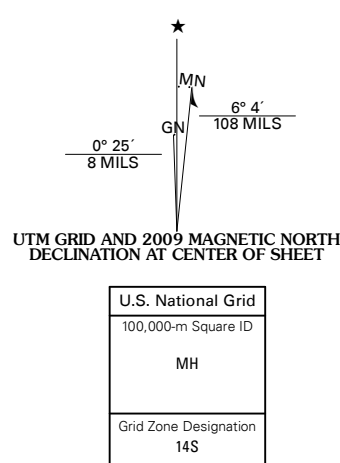 ★
MN
GN
6° 4´
108 MILS
0° 25´
8 MILS
UTM GRID AND 2009 MAGNETIC NORTH
DECLINATION AT CENTER OF SHEET
U.S. National Grid
100,000-m Square ID
MH
Grid Zone Designation
14S